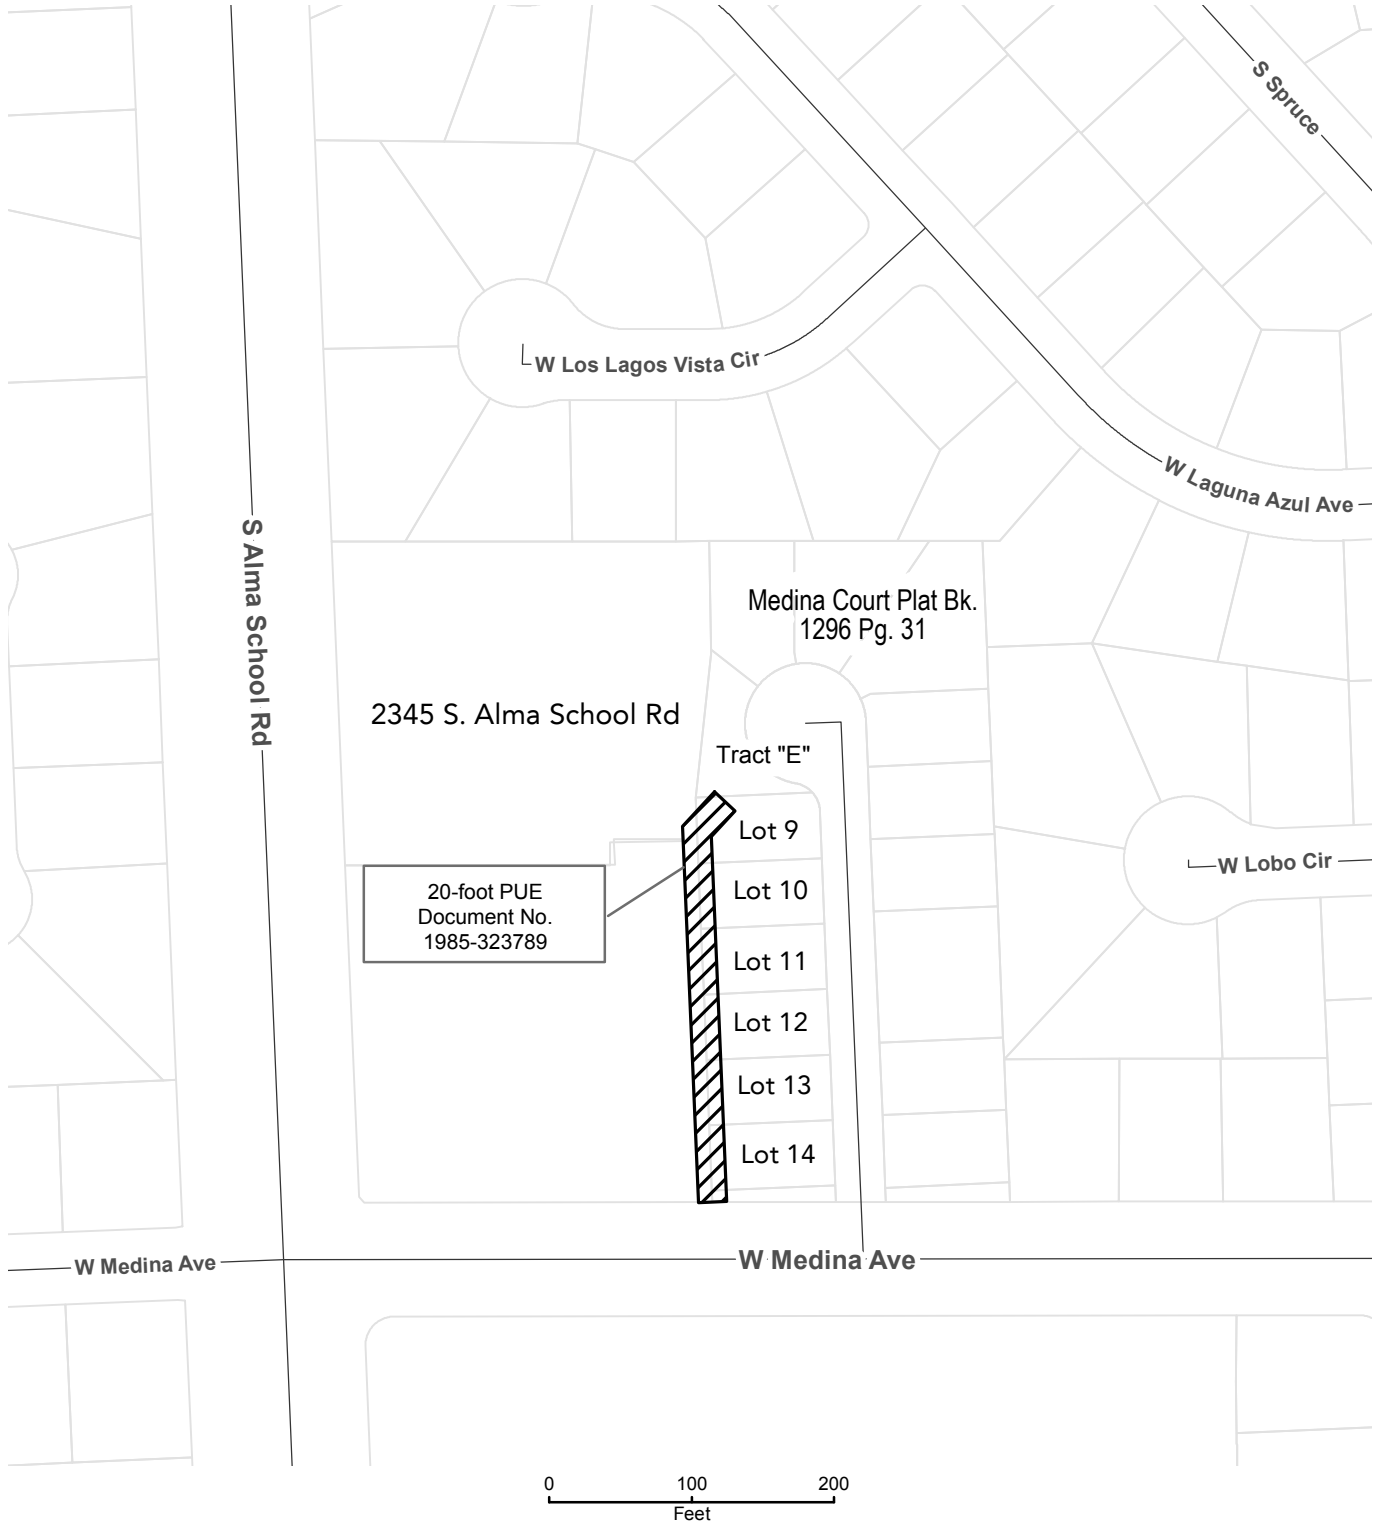 S Spruce
W Los Lagos Vista Cir
W Laguna Azul Ave
S Alma School Rd
Medina Court Plat Bk.
1296 Pg. 31
2345 S. Alma School Rd
Tract "E"
Lot 9
W Lobo Cir
20-foot PUE
Document No.
1985-323789
Lot 10
Lot 11
Lot 12
Lot 13
Lot 14
W Medina Ave
W Medina Ave
0 100 200
Feet